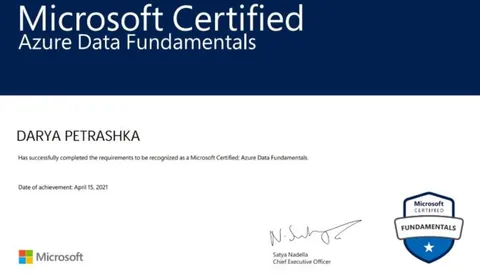 Microsoft Certified
Azure Data Fundamentals
DARYA PETRASHKA
Has successfully completed the requirements to be recognized as a Microsoft Certified: Azure Data Fundamentals.
Date of achievement: April 15, 2021
Microsoft
CERTIFIED
FUNDAMENTALS
Satya Nadella
Chief Executive Officer
Microsoft